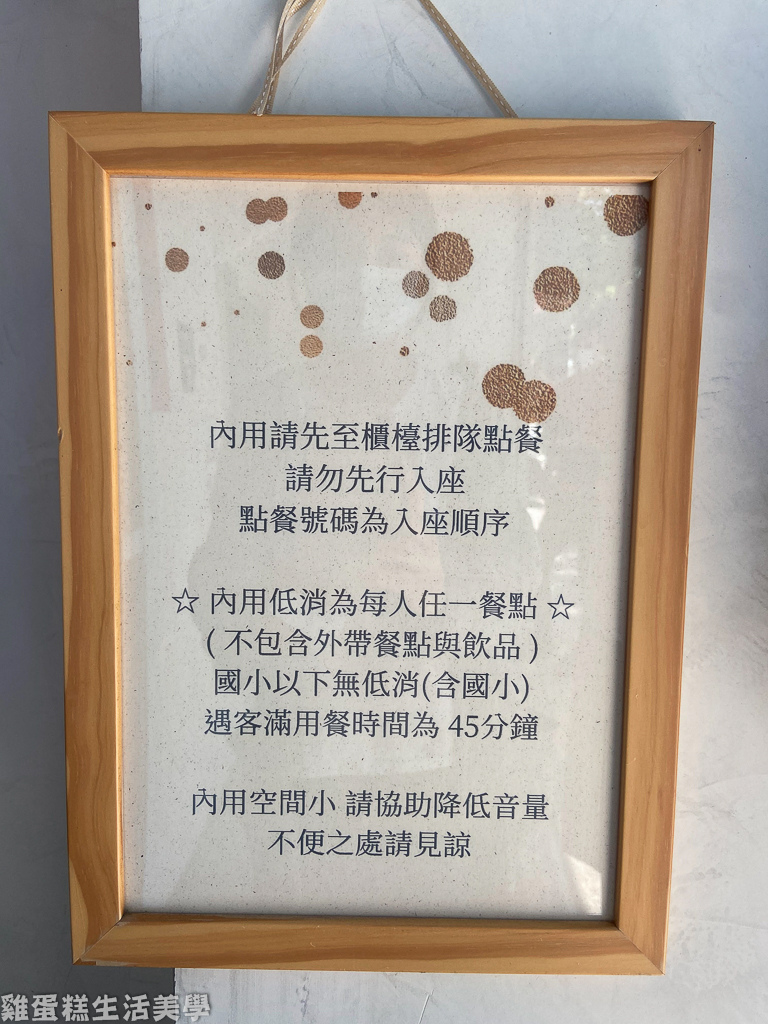 內用請先至櫃檯排隊點餐
請勿先行入座
點餐號碼為入座順序
☆ 內用低消為每人任一餐點 ☆
( 不包含外帶餐點與飲品 )
國小以下無低消(含國小)
遇客滿用餐時間為 45分鐘
內用空間小 請協助降低音量
不便之處請見諒
雞蛋糕生活美學